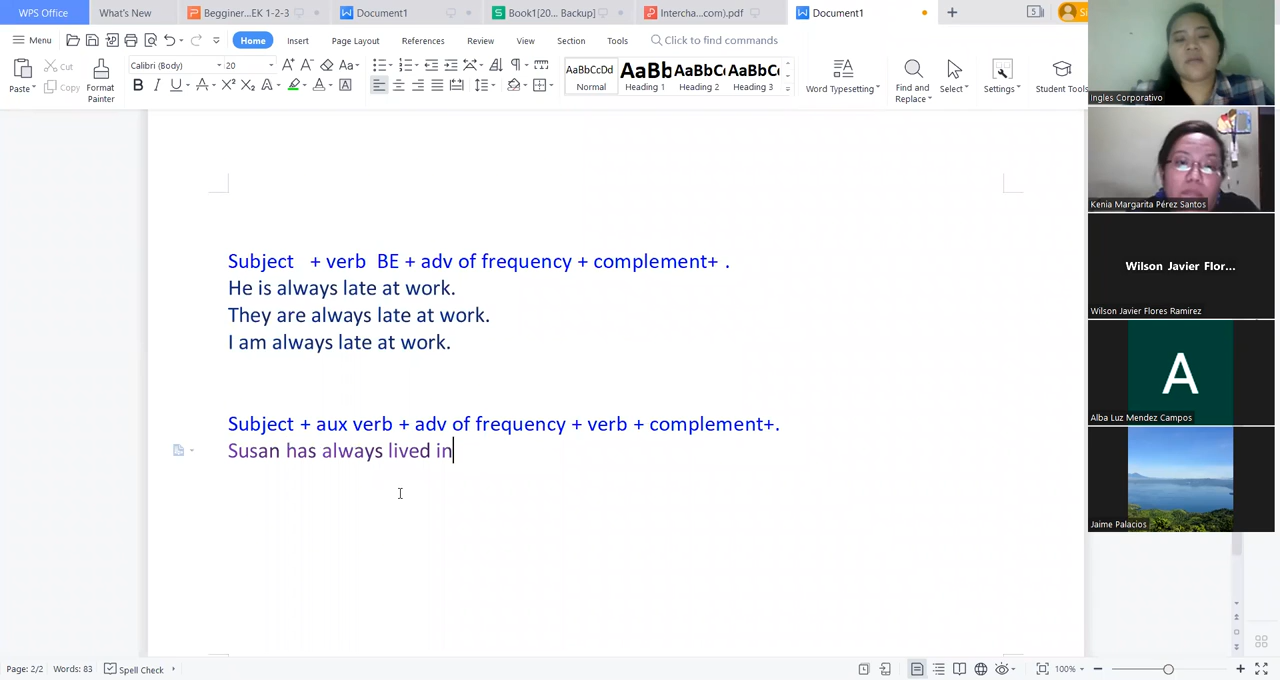 WPS Office
What's New
Begginer...EK 1-2-3
Document1
Book1[20... Backup]
Intercha...com).pdf
Document1
5
Menu
Home
Insert
Page Layout
References
Review
View
Section
Tools
Click to find commands
Paste
Cut
Copy
Format Painter
Calibri (Body)
20
AaBbCcDd
Normal
AaBb
Heading 1
AaBbCc
Heading 2
AaBbCc
Heading 3
Word Typesetting
Find and Replace
Select
Settings
Student Tools
Subject + verb BE + adv of frequency + complement+ .
He is always late at work.
They are always late at work.
I am always late at work.
Subject + aux verb + adv of frequency + verb + complement+.
Susan has always lived in
Ingles Corporativo
Kenia Margarita Pérez Santos
Wilson Javier Flor...
Wilson Javier Flores Ramirez
A
Alba Luz Mendez Campos
Jaime Palacios
Page: 2/2
Words: 83
Spell Check
100%